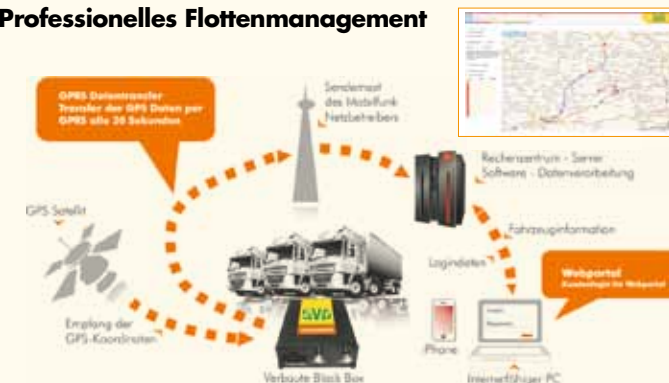 Professionelles Flottenmanagement
GPRS Datentransfer
Transfer der GPS Daten per
GPRS alle 30 Sekunden
Sendemast
des Mobilfunk
Netzbetreibers
Rechenzentrum - Server
Software - Datenverarbeitung
GPS Satellit
Fahrzeuginformation
Logindaten
Webportal
Kundenlogin im Webportal
Empfang der
GPS-Koordinaten
SVG
Phone
Verbaute Black Box
Internetfähiger PC